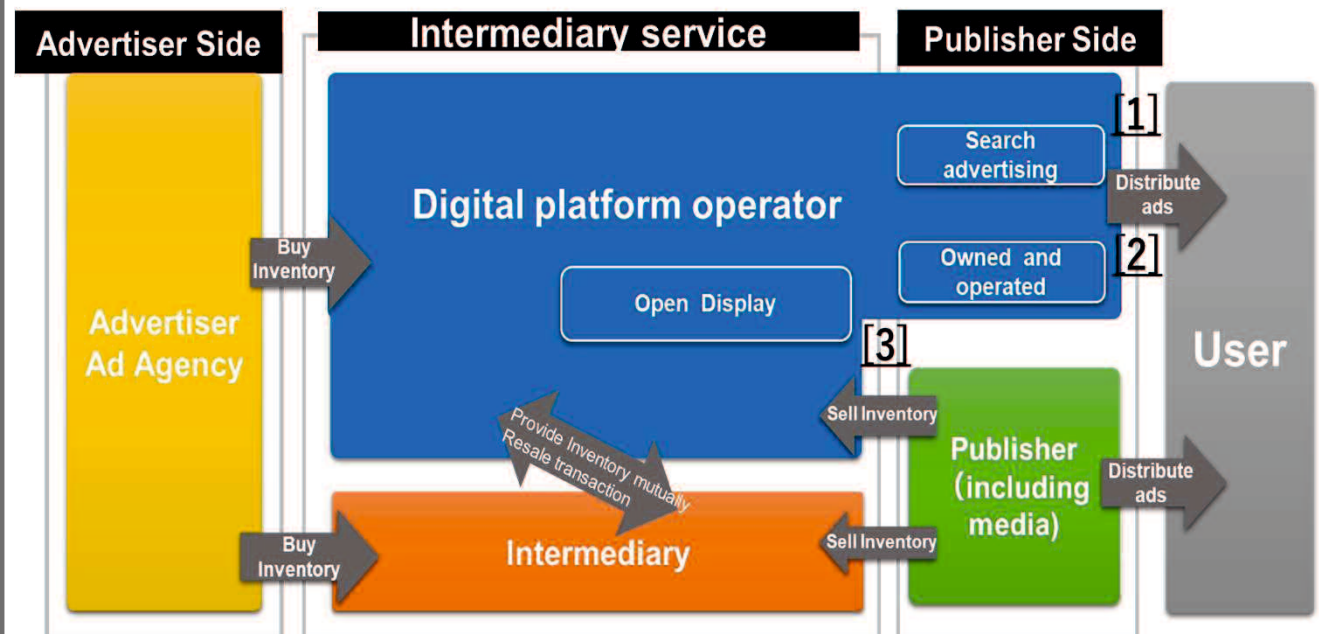 Advertiser Side
Intermediary service
Publisher Side
[1]
Search
advertising
Distribute
ads
Digital platform operator
Buy
Inventory
Owned and
operated
[2]
Open Display
Advertiser
Ad Agency
[3]
User
Sell Inventory
Provide Inventory mutually
Resale transaction
Publisher
(including
media)
Distribute
ads
Buy
Inventory
Intermediary
Sell Inventory